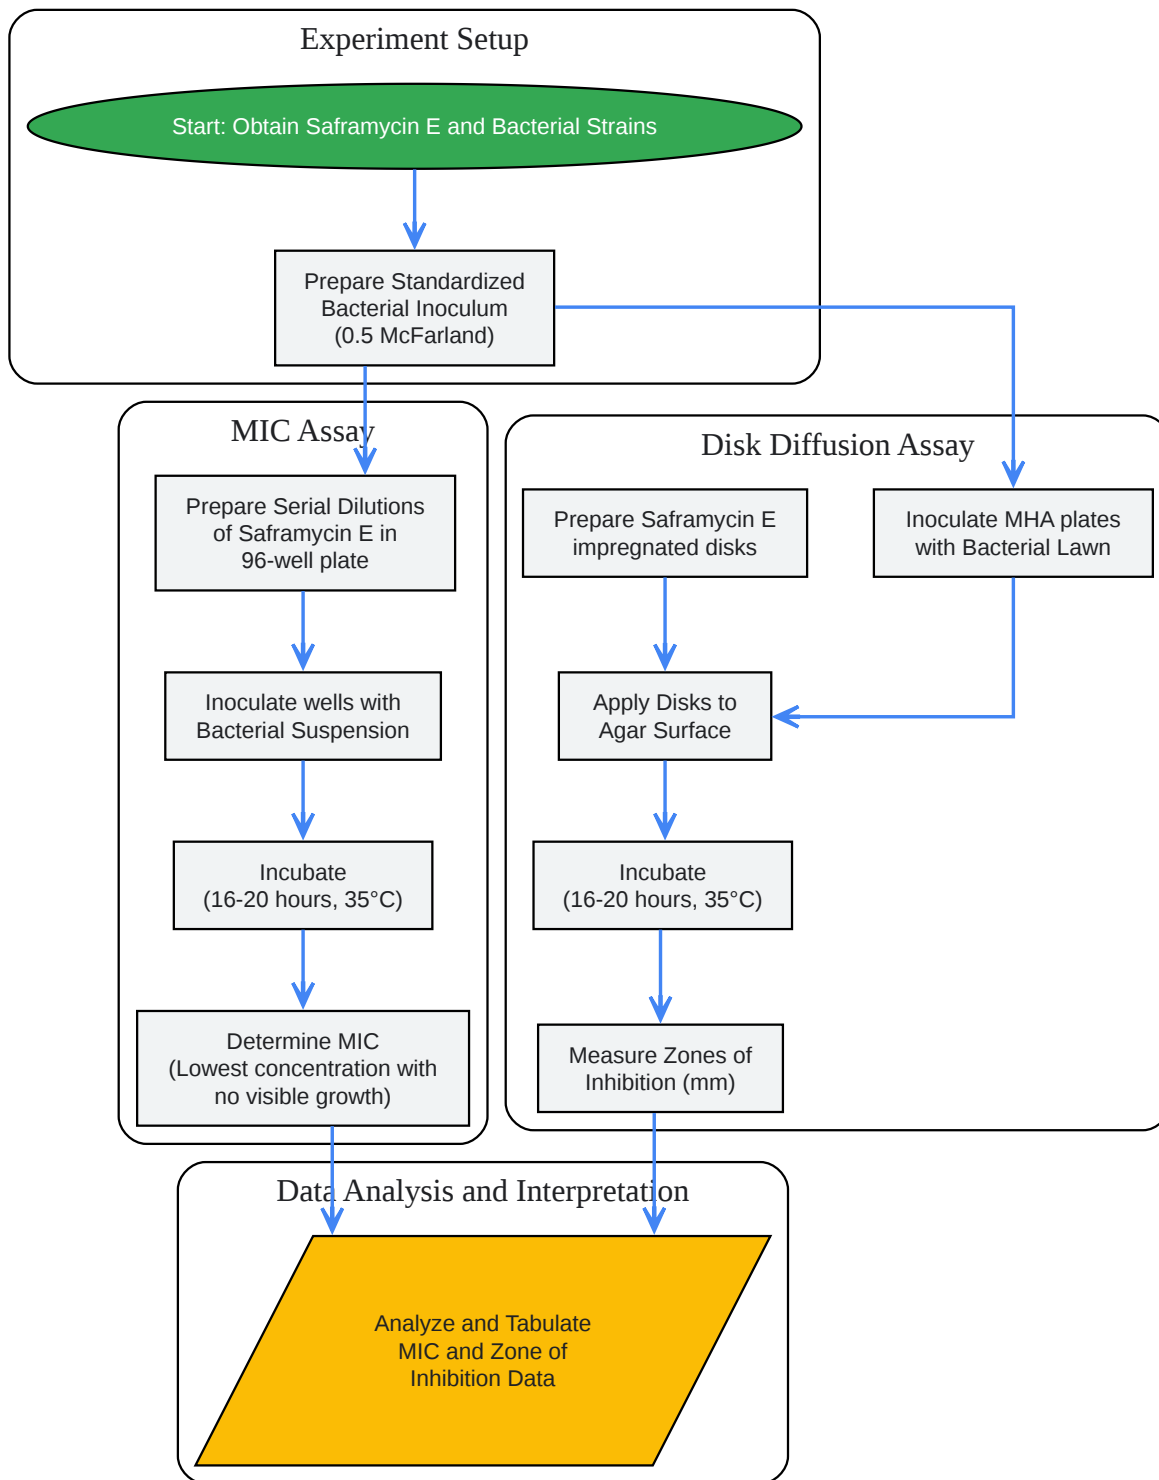 Experiment Setup
Start: Obtain Saframycin E and Bacterial Strains
Prepare Standardized
Bacterial Inoculum
(0.5 McFarland)
MIC Assay
Prepare Serial Dilutions
of Saframycin E in
96-well plate
Inoculate wells with
Bacterial Suspension
Incubate
(16-20 hours, 35°C)
Determine MIC
(Lowest concentration with
no visible growth)
Disk Diffusion Assay
Prepare Saframycin E
impregnated disks
Inoculate MHA plates
with Bacterial Lawn
Apply Disks to
Agar Surface
Incubate
(16-20 hours, 35°C)
Measure Zones of
Inhibition (mm)
Data Analysis and Interpretation
Analyze and Tabulate
MIC and Zone of
Inhibition Data